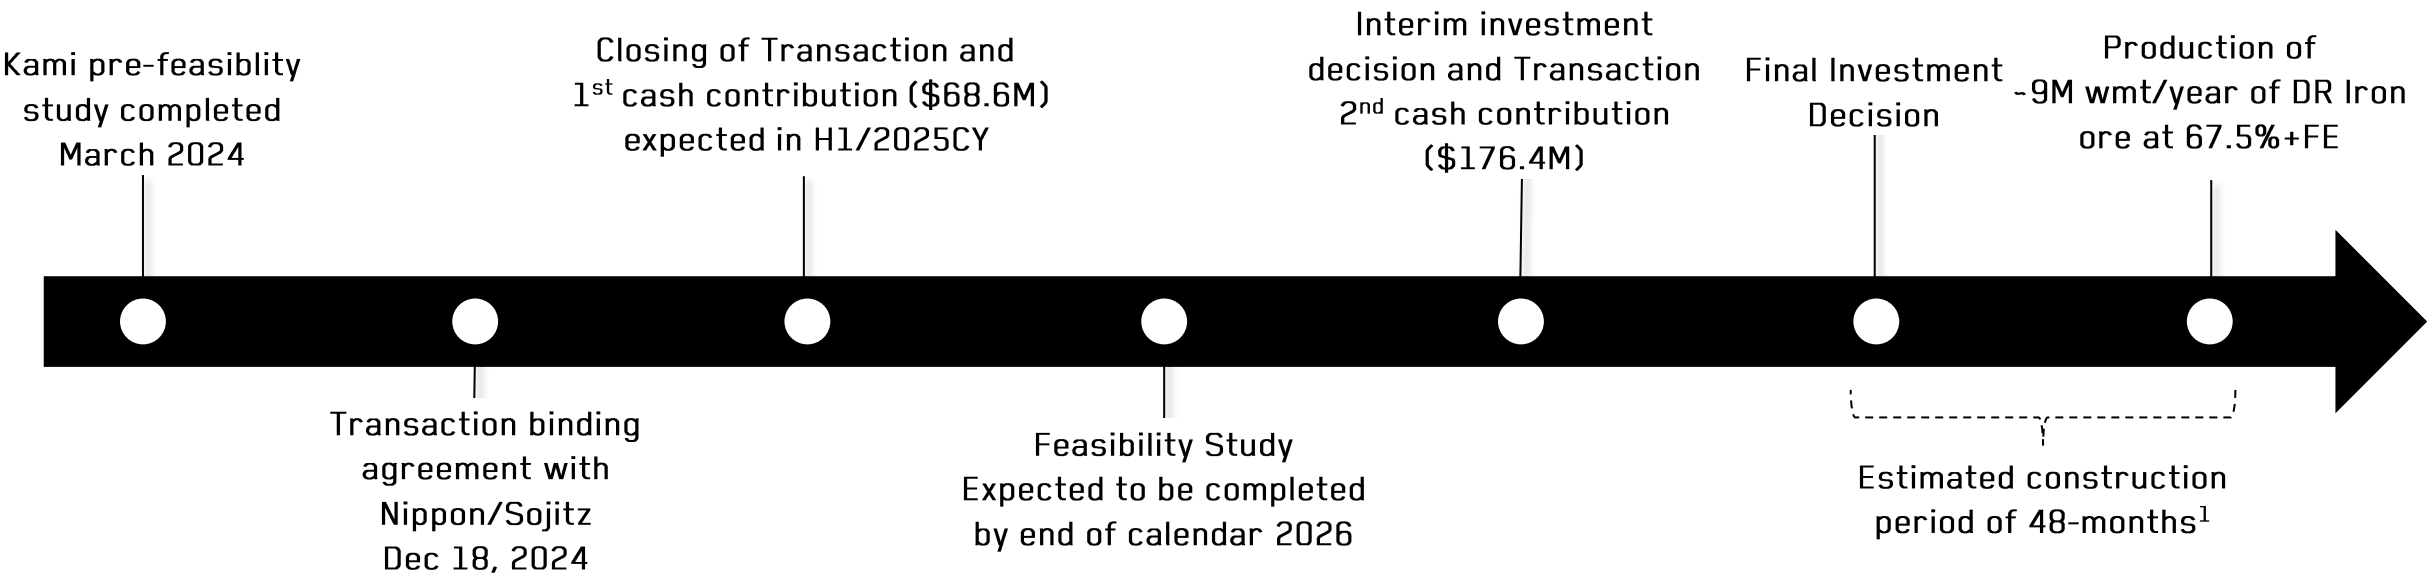 Kami pre-feasiblity
study completed
March 2024
Transaction binding
agreement with
Nippon/Sojitz
Dec 18, 2024
Closing of Transaction and
1st cash contribution ($68.6M)
expected in H1/2025CY
Feasibility Study
Expected to be completed
by end of calendar 2026
Interim investment
decision and Transaction
2nd cash contribution
($176.4M)
Final Investment
Decision
Production of
~9M wmt/year of DR Iron
ore at 67.5%+FE
Estimated construction
period of 48-months1